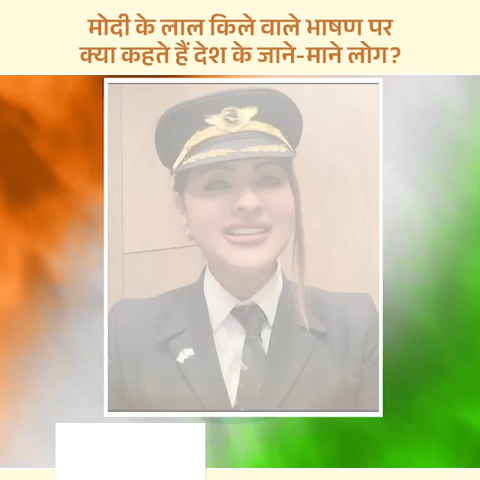 मोदी के लाल किले वाले भाषण पर
क्या कहते हैं देश के जाने-माने लोग?